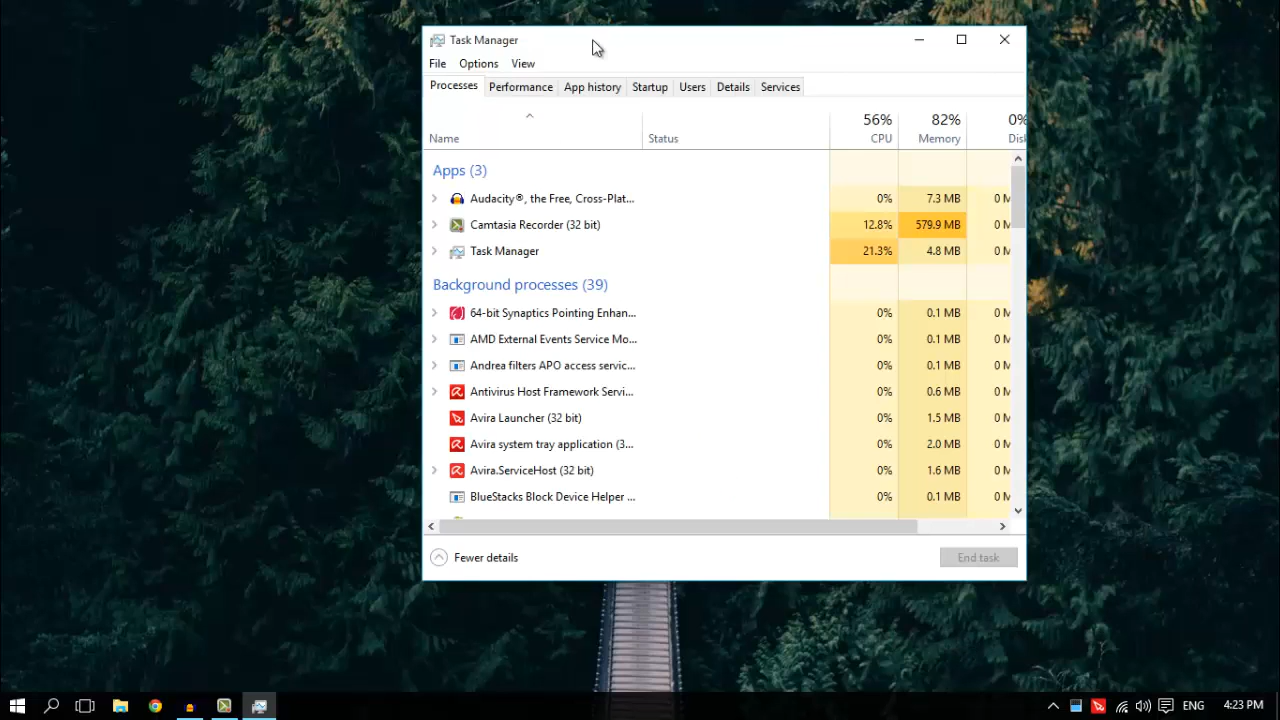 Task Manager
File Options View
Processes Performance App history Startup Users Details Services
56% 82% 0%
Name Status CPU Memory Disk
Apps (3)
Audacity®, the Free, Cross-Plat... 0% 7.3 MB 0 M
Camtasia Recorder (32 bit) 12.8% 579.9 MB 0 M
Task Manager 21.3% 4.8 MB 0 M
Background processes (39)
64-bit Synaptics Pointing Enhan... 0% 0.1 MB 0 M
AMD External Events Service Mo... 0% 0.1 MB 0 M
Andrea filters APO access servic... 0% 0.1 MB 0 M
Antivirus Host Framework Servi... 0% 0.6 MB 0 M
Avira Launcher (32 bit) 0% 1.5 MB 0 M
Avira system tray application (3... 0% 2.0 MB 0 M
Avira.ServiceHost (32 bit) 0% 1.6 MB 0 M
BlueStacks Block Device Helper ... 0% 0.1 MB 0 M
Fewer details End task
ENG 4:23 PM